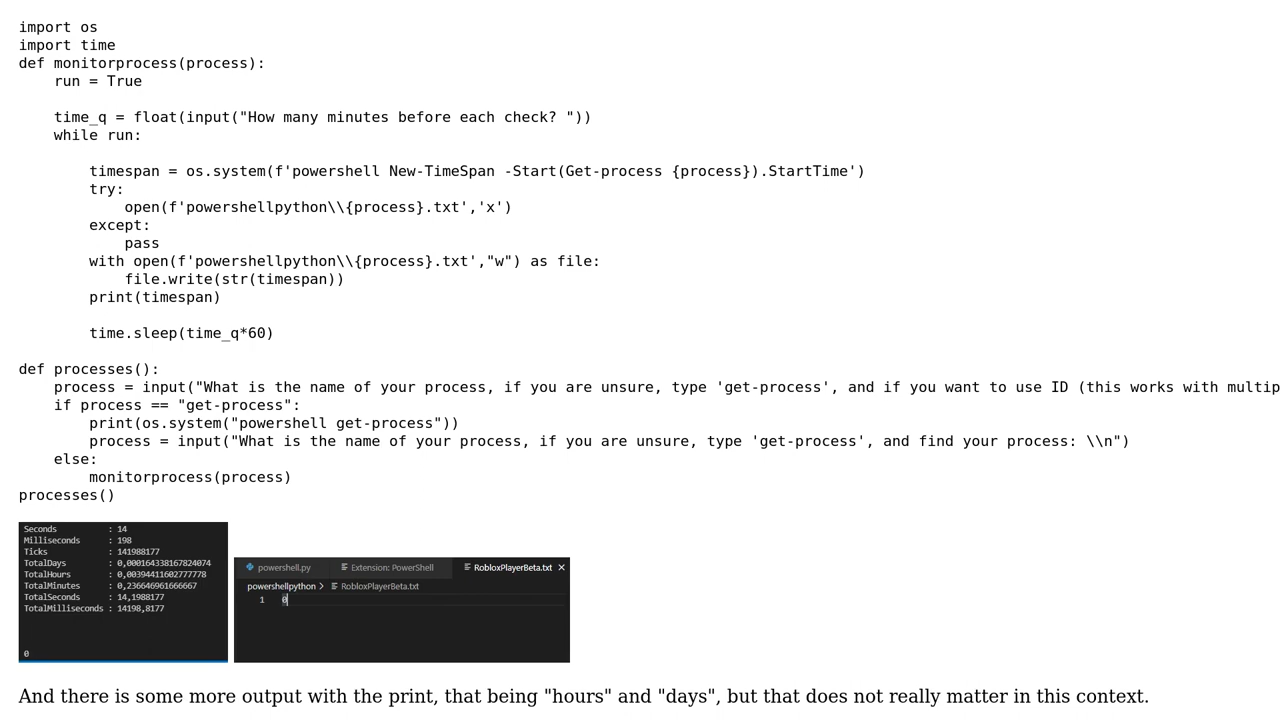 import os
import time
def monitorprocess(process):
    run = True
    time_q = float(input("How many minutes before each check? "))
    while run:
        timespan = os.system(f'powershell New-TimeSpan -Start(Get-process {process}).StartTime')
        try:
            open(f'powershellpython\\{process}.txt','x')
        except:
            pass
        with open(f'powershellpython\\{process}.txt',"w") as file:
            file.write(str(timespan))
        print(timespan)
        time.sleep(time_q*60)
def processes():
    process = input("What is the name of your process, if you are unsure, type 'get-process', and if you want to use ID (this works with multip
    if process == "get-process":
        print(os.system("powershell get-process"))
        process = input("What is the name of your process, if you are unsure, type 'get-process', and find your process: \\n")
    else:
        monitorprocess(process)
processes()
Seconds : 14
Milliseconds : 198
Ticks : 141988177
TotalDays : 0,000164338167824074
TotalHours : 0,00394411602777778
TotalMinutes : 0,236646961666667
TotalSeconds : 14,1988177
TotalMilliseconds : 14198,8177
0
powershell.py Extension: PowerShell RobloxPlayerBeta.txt
powershellpython > RobloxPlayerBeta.txt
1 0
And there is some more output with the print, that being "hours" and "days", but that does not really matter in this context.